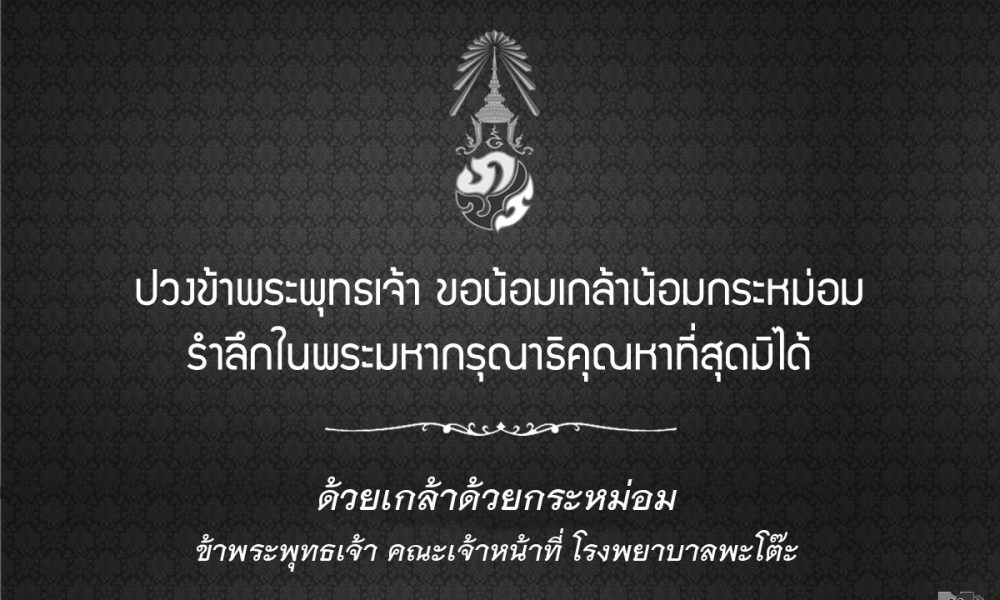 ปวงข้าพระพุทธเจ้า ขอน้อมเกล้าน้อมกระหม่อม
รำลึกในพระมหากรุณาธิคุณหาที่สุดมิได้
ด้วยเกล้าด้วยกระหม่อม
ข้าพระพุทธเจ้า คณะเจ้าหน้าที่ โรงพยาบาลพะโต๊ะ